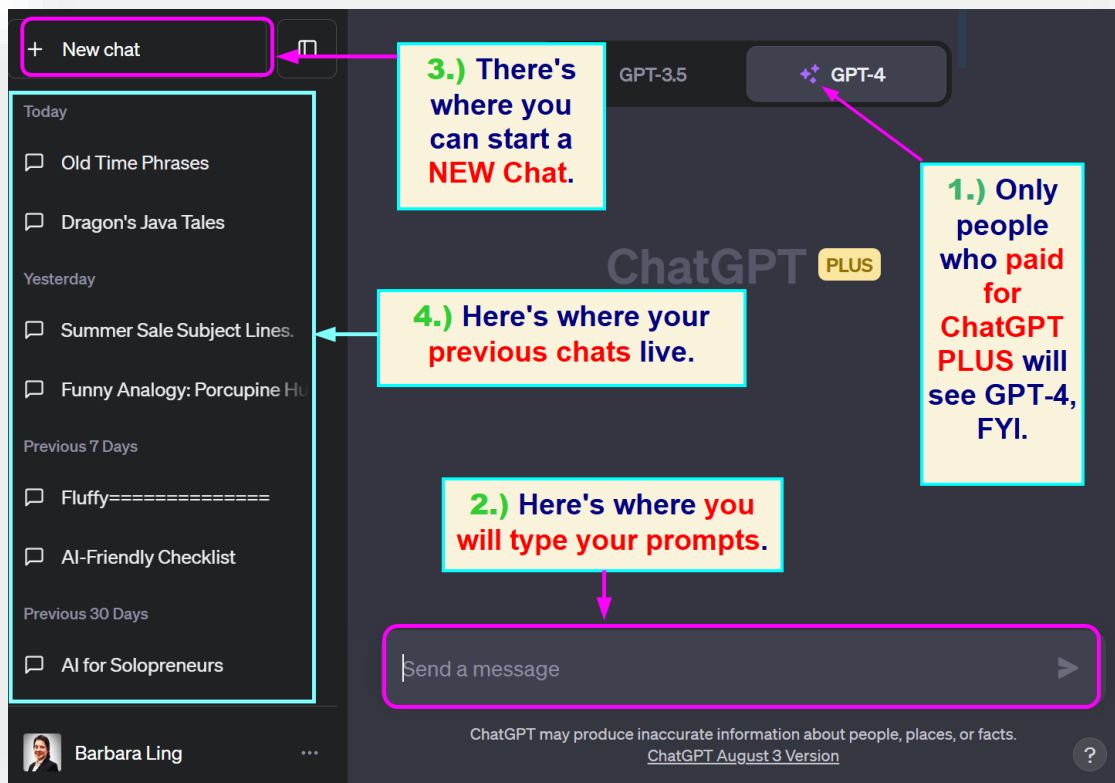 New chat
Today
Old Time Phrases
Dragon's Java Tales
Yesterday
Summer Sale Subject Lines.
Funny Analogy: Porcupine Hu
Previous 7 Days
Fluffy==============
AI-Friendly Checklist
Previous 30 Days
AI for Solopreneurs
Barbara Ling
3.) There's
where you
can start a
NEW Chat.
GPT-3.5
GPT-4
1.) Only
people
who paid
for
ChatGPT
PLUS will
see GPT-4,
FYI.
ChatGPT PLUS
4.) Here's where your
previous chats live.
2.) Here's where you
will type your prompts.
Send a message
ChatGPT may produce inaccurate information about people, places, or facts.
ChatGPT August 3 Version
?